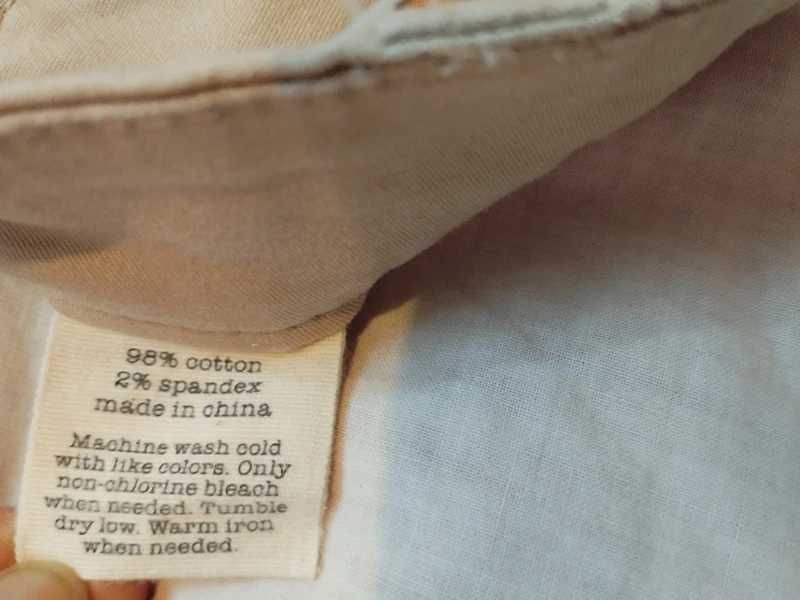 98% cotton
2% spandex
made in china
Machine wash cold
with like colors. Only
non-chlorine bleach
when needed. Tumble
dry low. Warm iron
when needed.